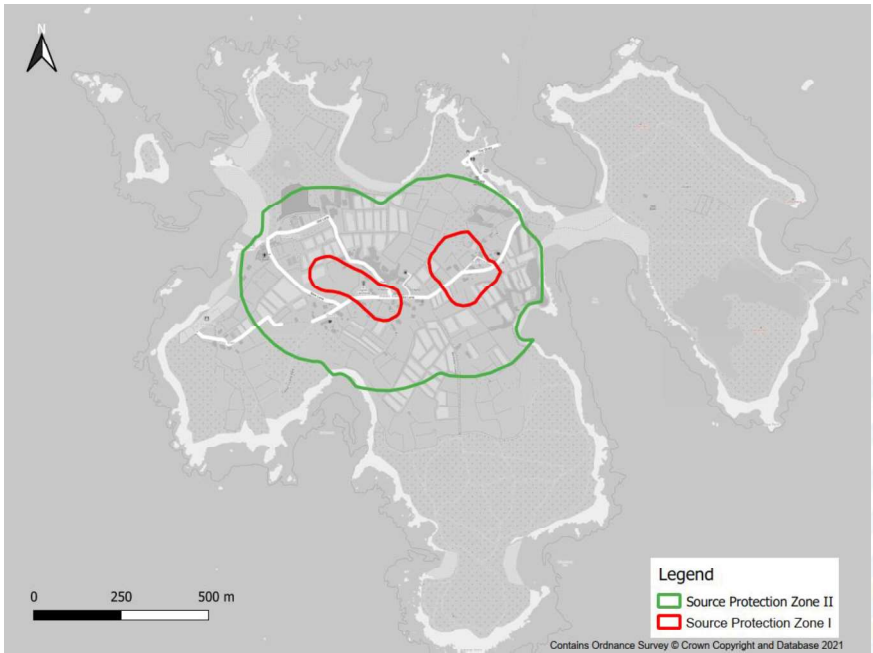 N
0
250
500 m
Legend
Source Protection Zone II
Source Protection Zone I
Contains Ordnance Survey © Crown Copyright and Database 2021